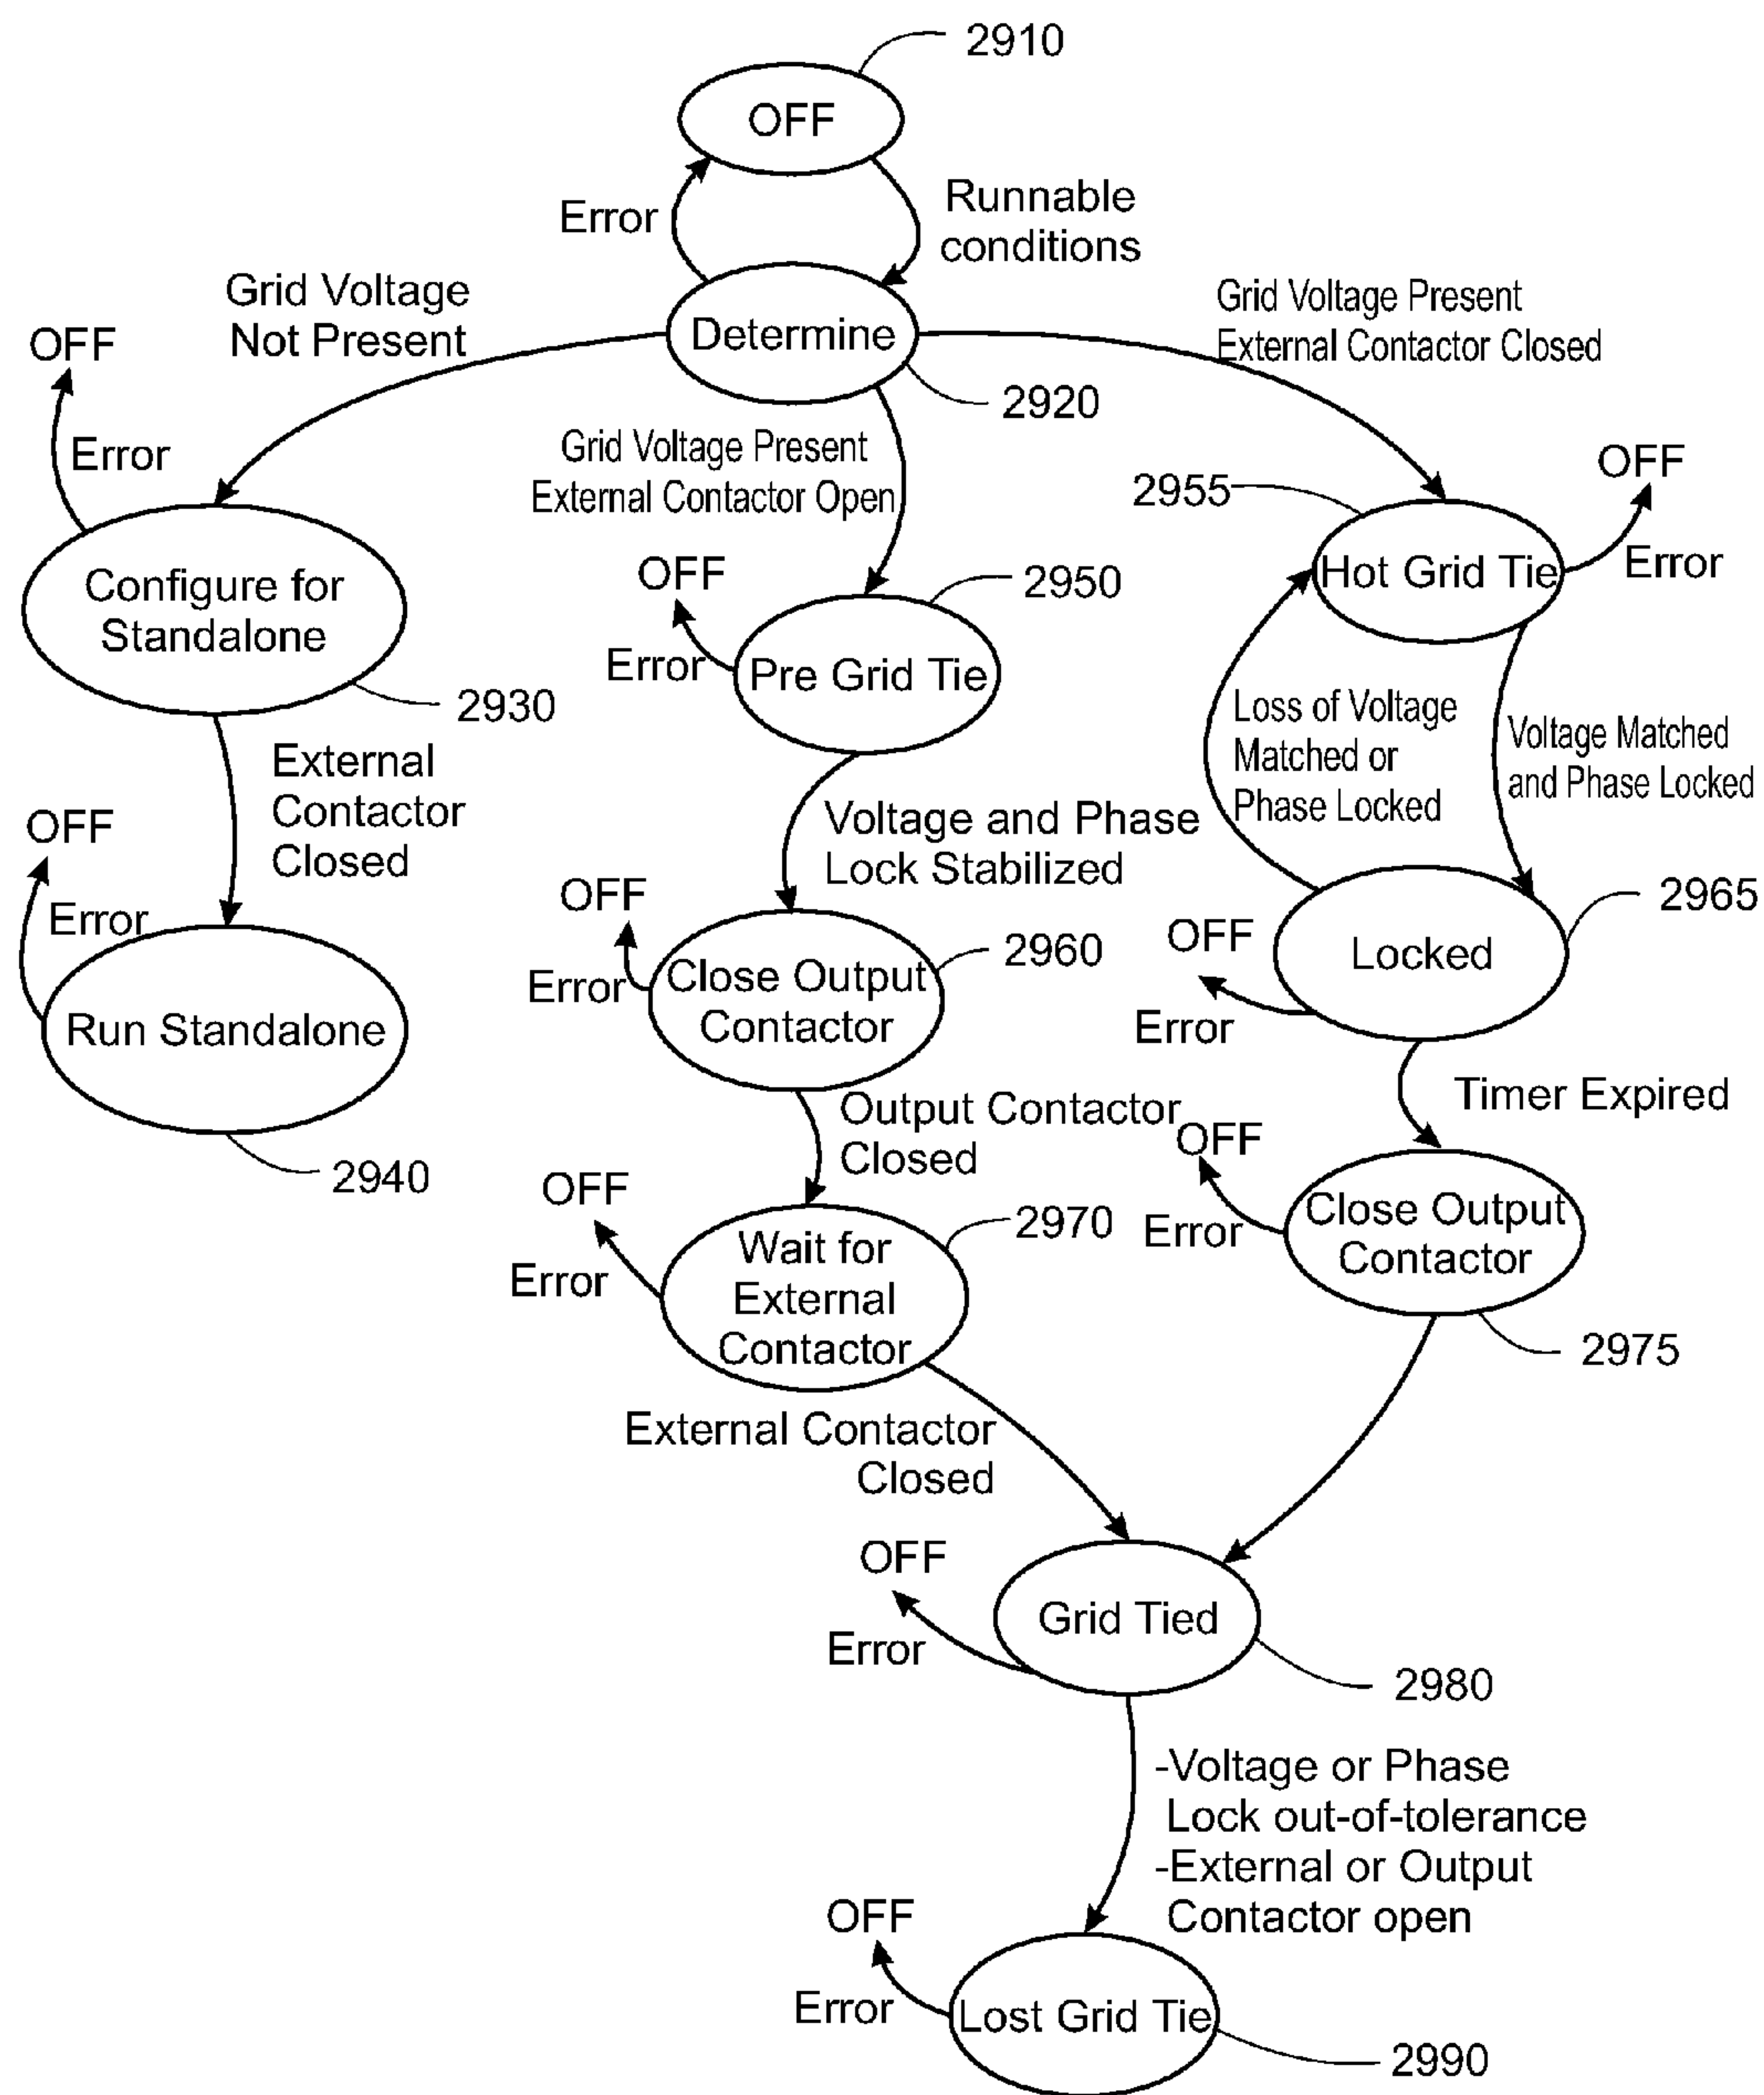 2910
OFF
Error
Runnable
conditions
Grid Voltage
Not Present
Determine
2920
Grid Voltage Present
External Contactor Closed
OFF
Error
Grid Voltage Present
External Contactor Open
2955
OFF
Error
Hot Grid Tie
Configure for
Standalone
2930
OFF
Error
2950
Pre Grid Tie
Loss of Voltage
Matched or
Phase Locked
Voltage Matched
and Phase Locked
External
Contactor
Closed
OFF
Error
Run Standalone
2940
Voltage and Phase
Lock Stabilized
OFF
Error
2960
Close Output
Contactor
2965
Locked
OFF
Error
Timer Expired
Output Contactor
Closed
OFF
Error
Close Output
Contactor
2975
OFF
Error
2970
Wait for
External
Contactor
External Contactor
Closed
OFF
Error
Grid Tied
2980
-Voltage or Phase
Lock out-of-tolerance
-External or Output
Contactor open
OFF
Error
Lost Grid Tie
2990